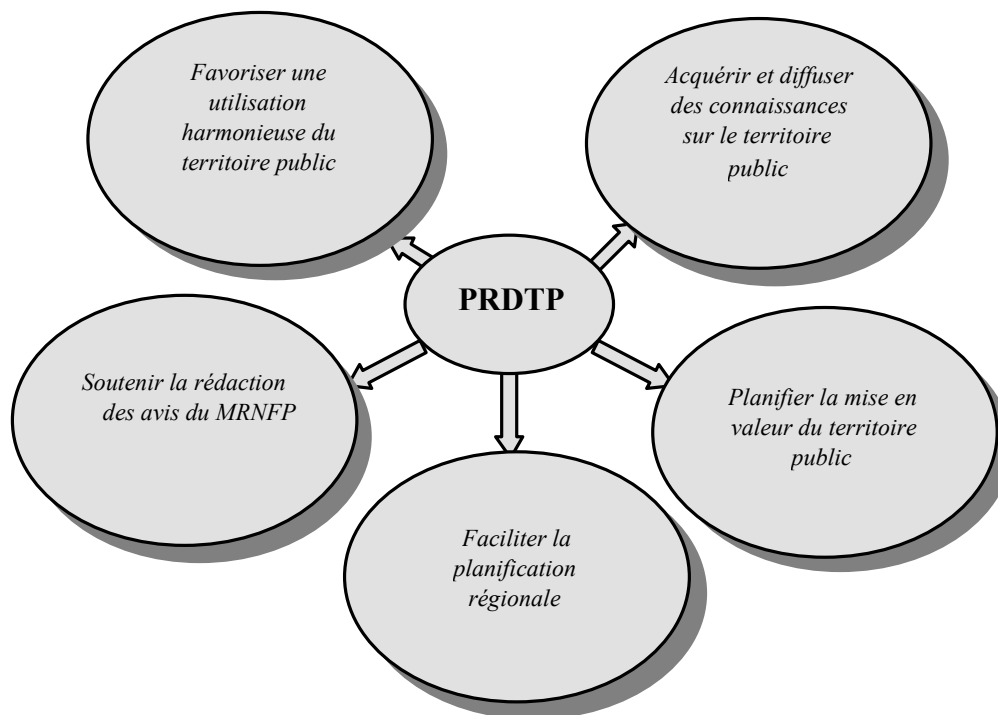 Favoriser une
utilisation
harmonieuse du
territoire public
Acquérir et diffuser
des connaissances
sur le territoire
public
PRDTP
Soutenir la rédaction
des avis du MRNFP
Planifier la mise en
valeur du territoire
public
Faciliter la
planification
régionale